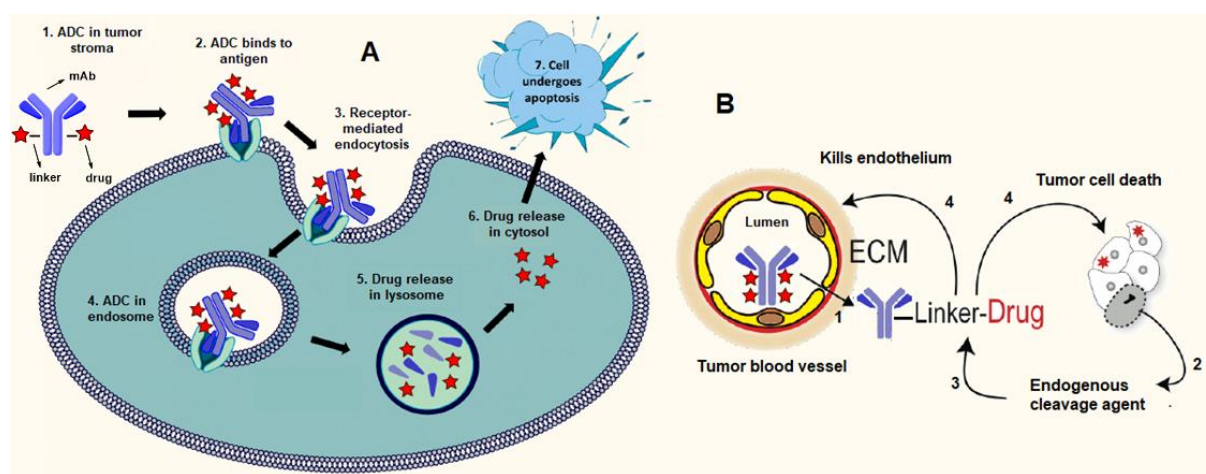 1. ADC in tumor
stroma
mAb
linker
drug
2. ADC binds to
antigen
A
3. Receptor-
mediated
endocytosis
4. ADC in
endosome
5. Drug release
in lysosome
6. Drug release
in cytosol
7. Cell
undergoes
apoptosis
B
Kills endothelium
Lumen
ECM
Tumor blood vessel
1
Linker-Drug
4
4
Tumor cell death
2
Endogenous
cleavage agent
3